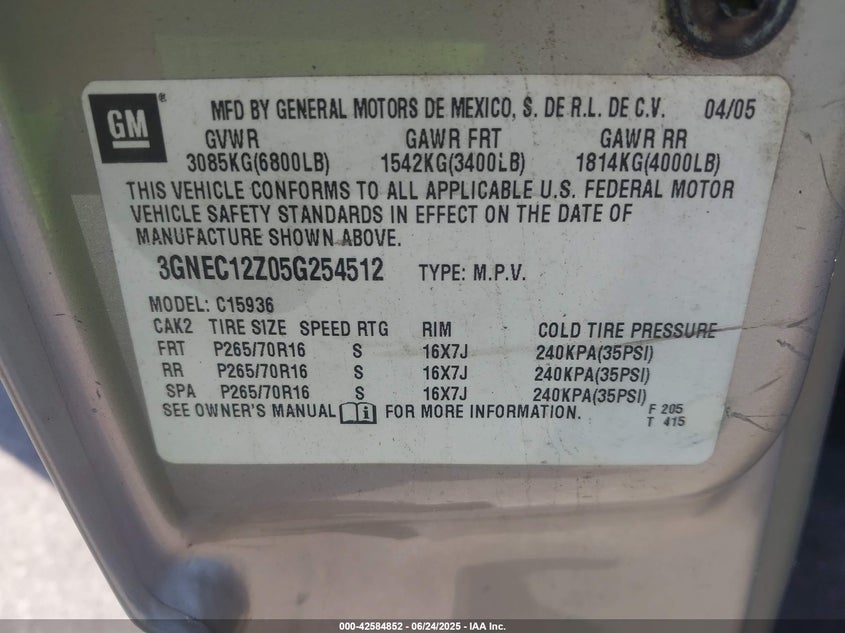 GM® MFD BY GENERAL MOTORS DE MEXICO, S. DE R.L. DE C.V. 04/05
GVWR GAWR FRT GAWR RR
3085KG(6800LB) 1542KG(3400LB) 1814KG(4000LB)
THIS VEHICLE CONFORMS TO ALL APPLICABLE U.S. FEDERAL MOTOR
VEHICLE SAFETY STANDARDS IN EFFECT ON THE DATE OF
MANUFACTURE SHOWN ABOVE.
3GNEC12Z05G254512 TYPE: M.P.V.
MODEL: C15936
CAK2 TIRE SIZE SPEED RTG RIM COLD TIRE PRESSURE
FRT P265/70R16 S 16X7J 240KPA(35PSI)
RR P265/70R16 S 16X7J 240KPA(35PSI)
SPA P265/70R16 S 16X7J 240KPA(35PSI)
SEE OWNER'S MANUAL FOR MORE INFORMATION. F 205
T 415
000-42584852 | 06/24/2025 | IAA Inc.